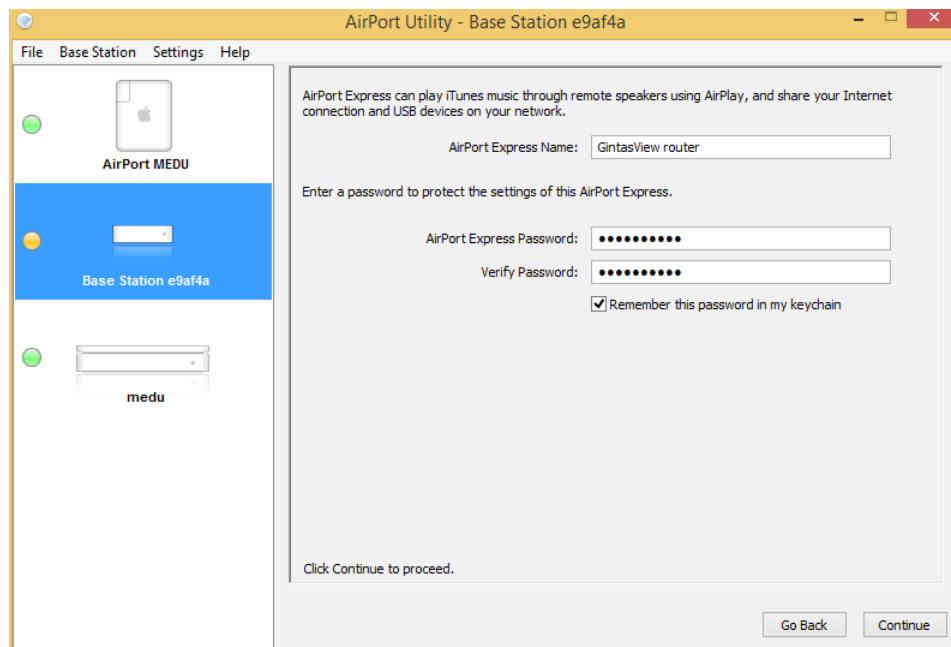 AirPort Utility - Base Station e9af4a
File Base Station Settings Help
AirPort MEDU
Base Station e9af4a
medu
AirPort Express can play iTunes music through remote speakers using AirPlay, and share your Internet
connection and USB devices on your network.
AirPort Express Name: GintasView router
Enter a password to protect the settings of this AirPort Express.
AirPort Express Password: ●●●●●●●●●●
Verify Password: ●●●●●●●●●●
Remember this password in my keychain
Click Continue to proceed.
Go Back Continue